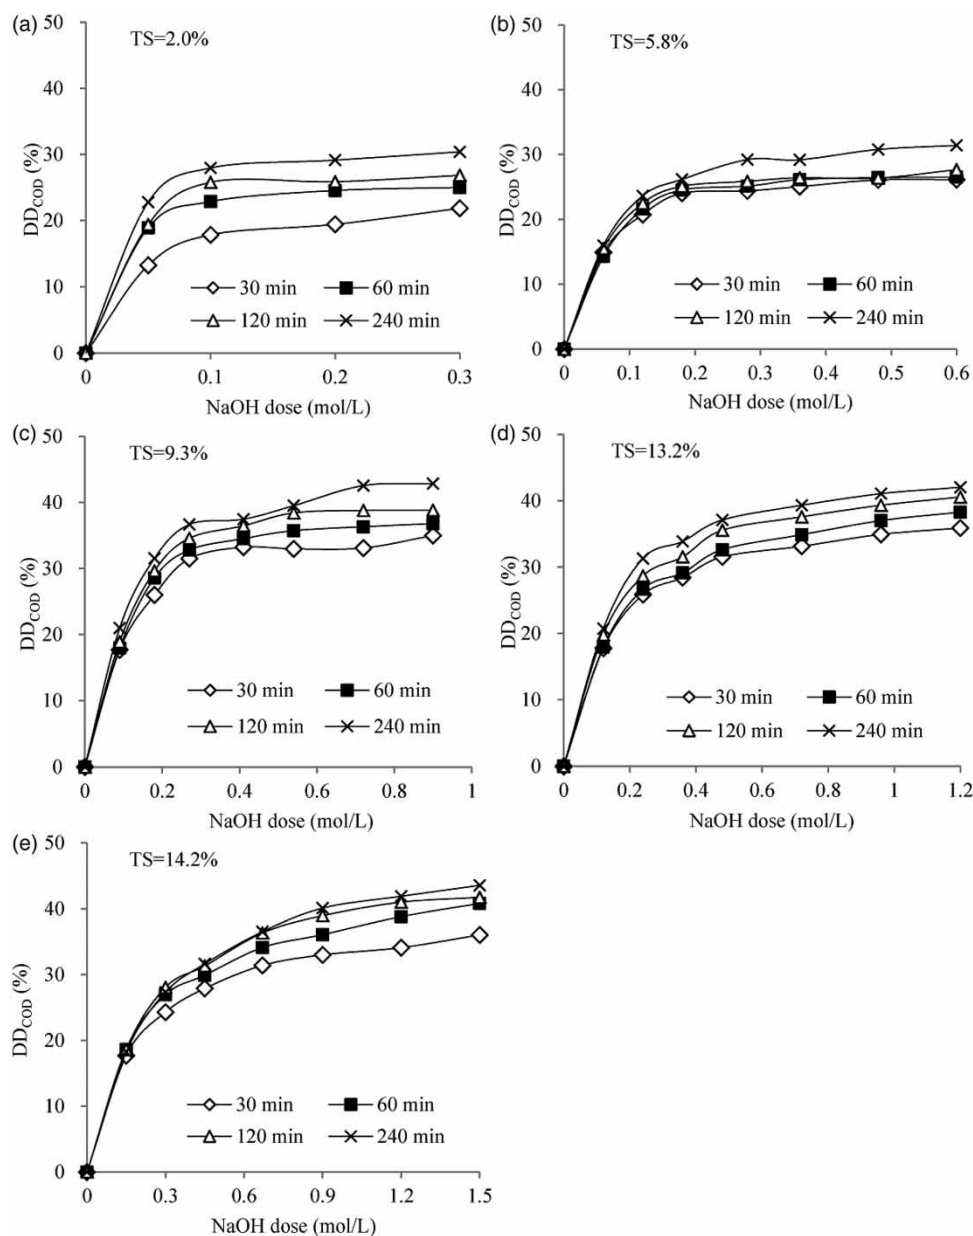 (a)
TS=2.0%
50
40
30
20
10
0
DD_COD (%)
30 min 60 min
120 min 240 min
0 0.1 0.2 0.3
NaOH dose (mol/L)
(b)
TS=5.8%
50
40
30
20
10
0
DD_COD (%)
30 min 60 min
120 min 240 min
0 0.1 0.2 0.3 0.4 0.5 0.6
NaOH dose (mol/L)
(c)
TS=9.3%
50
40
30
20
10
0
DD_COD (%)
30 min 60 min
120 min 240 min
0 0.2 0.4 0.6 0.8 1
NaOH dose (mol/L)
(d)
TS=13.2%
50
40
30
20
10
0
DD_COD (%)
30 min 60 min
120 min 240 min
0 0.2 0.4 0.6 0.8 1 1.2
NaOH dose (mol/L)
(e)
TS=14.2%
50
40
30
20
10
0
DD_COD (%)
30 min 60 min
120 min 240 min
0 0.3 0.6 0.9 1.2 1.5
NaOH dose (mol/L)